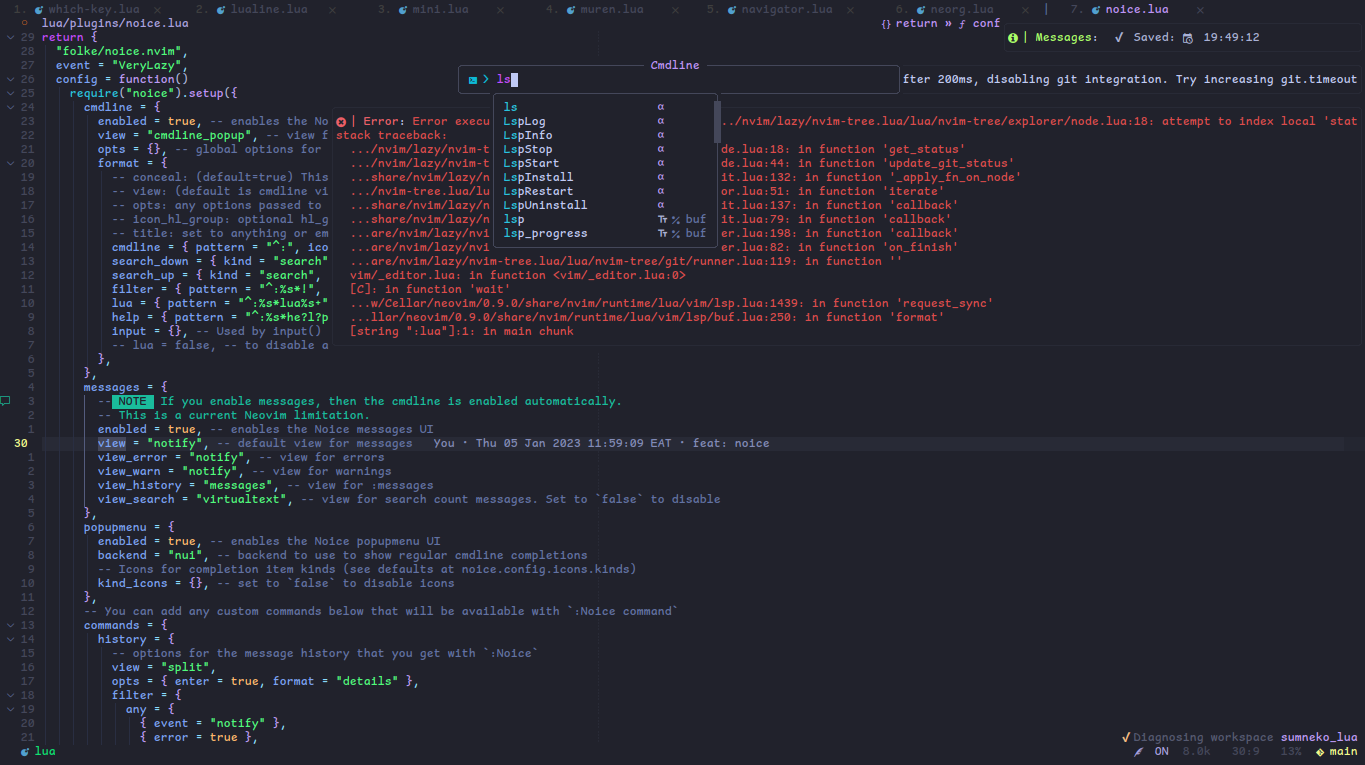 1. which-key.lua × 2. lualine.lua × 3. mini.lua × 4. muren.lua × 5. navigator.lua × 6. neorg.lua × | 7. noice.lua ×
lua/plugins/noice.lua {} return » ƒ conf
29 return {
28 "folke/noice.nvim",
27 event = "VeryLazy",
26 config = function()
25 require("noice").setup({
24 cmdline = {
23 enabled = true, -- enables the No
22 view = "cmdline_popup", -- view f
21 opts = {}, -- global options for
20 format = {
19 -- conceal: (default=true) This
18 -- view: (default is cmdline vi
17 -- opts: any options passed to
16 -- icon_hl_group: optional hl_g
15 -- title: set to anything or em
14 cmdline = { pattern = "^:", ico
13 search_down = { kind = "search"
12 search_up = { kind = "search",
11 filter = { pattern = "^:%s*!",
10 lua = { pattern = "^:%s*lua%s+"
9 help = { pattern = "^:%s*he?l?p
8 input = {}, -- Used by input()
7 -- lua = false, -- to disable a
6 },
5 },
4 messages = {
3 -- NOTE If you enable messages, then the cmdline is enabled automatically.
2 -- This is a current Neovim limitation.
1 enabled = true, -- enables the Noice messages UI
30 view = "notify", -- default view for messages You · Thu 05 Jan 2023 11:59:09 EAT · feat: noice
1 view_error = "notify", -- view for errors
2 view_warn = "notify", -- view for warnings
3 view_history = "messages", -- view for :messages
4 view_search = "virtualtext", -- view for search count messages. Set to `false` to disable
5 },
6 popupmenu = {
7 enabled = true, -- enables the Noice popupmenu UI
8 backend = "nui", -- backend to use to show regular cmdline completions
9 -- Icons for completion item kinds (see defaults at noice.config.icons.kinds)
10 kind_icons = {}, -- set to `false` to disable icons
11 },
12 -- You can add any custom commands below that will be available with `:Noice command`
13 commands = {
14 history = {
15 -- options for the message history that you get with `:Noice`
16 view = "split",
17 opts = { enter = true, format = "details" },
18 filter = {
19 any = {
20 { event = "notify" },
21 { error = true },
Messages: √ Saved: 19:49:12
fter 200ms, disabling git integration. Try increasing git.timeout
Cmdline
> ls
ls α
LspLog α
LspInfo α
LspStop α
LspStart α
LspInstall α
LspRestart α
LspUninstall α
lsp Tт buf
lsp_progress Tт buf
| Error: Error execu ../nvim/lazy/nvim-tree.lua/lua/nvim-tree/explorer/node.lua:18: attempt to index local 'stat
stack traceback:
.../nvim/lazy/nvim-t de.lua:18: in function 'get_status'
.../nvim/lazy/nvim-t de.lua:44: in function 'update_git_status'
...share/nvim/lazy/n it.lua:132: in function '_apply_fn_on_node'
.../nvim-tree.lua/lu or.lua:51: in function 'iterate'
...share/nvim/lazy/n it.lua:137: in function 'callback'
...share/nvim/lazy/n it.lua:79: in function 'callback'
...are/nvim/lazy/nvi er.lua:198: in function 'callback'
...are/nvim/lazy/nvi er.lua:82: in function 'on_finish'
...are/nvim/lazy/nvim-tree.lua/lua/nvim-tree/git/runner.lua:119: in function ''
vim/_editor.lua: in function <vim/_editor.lua:0>
[C]: in function 'wait'
...w/Cellar/neovim/0.9.0/share/nvim/runtime/lua/vim/lsp.lua:1439: in function 'request_sync'
...llar/neovim/0.9.0/share/nvim/runtime/lua/vim/lsp/buf.lua:250: in function 'format'
[string ":lua"]:1: in main chunk
✓ Diagnosing workspace sumneko_lua
lua ON 8.0k 30:9 13% main